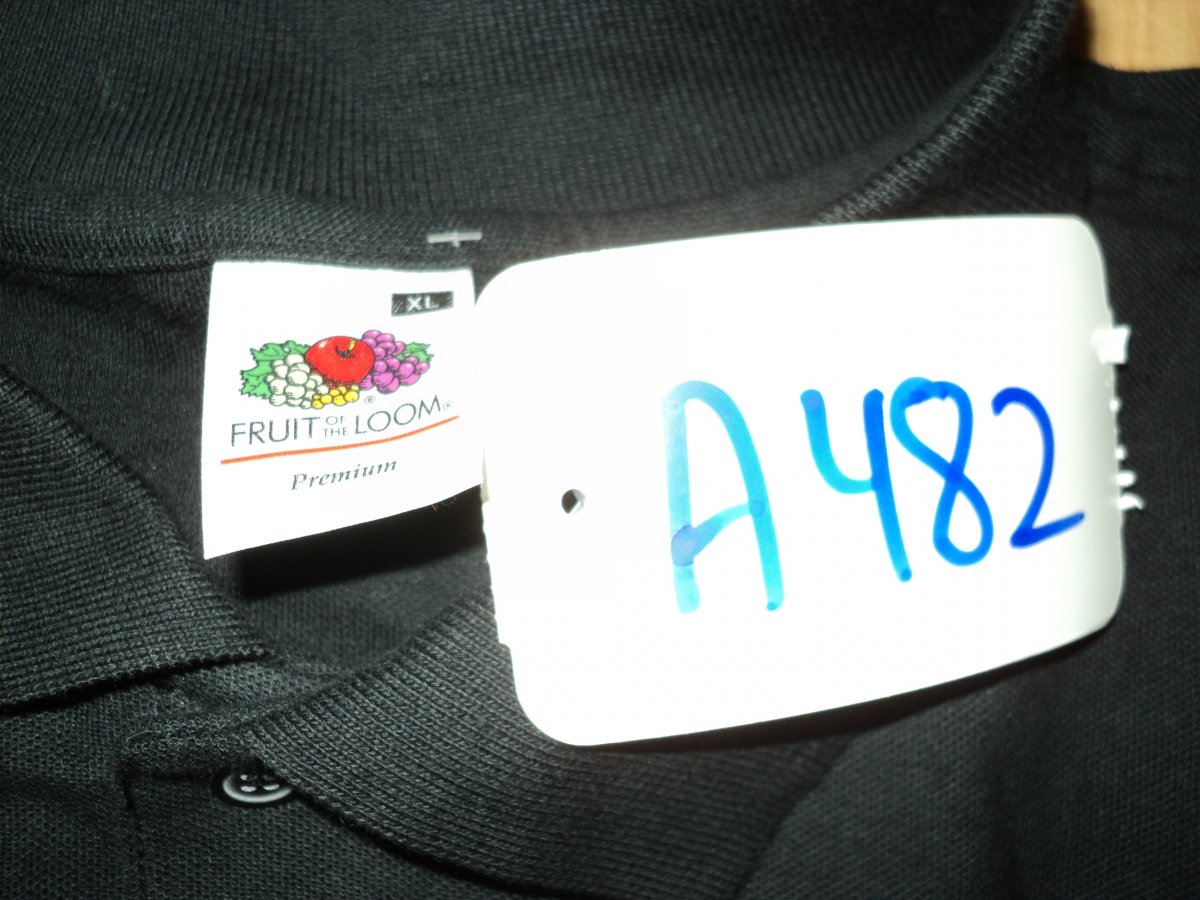 XL
FRUIT OF THE LOOM®
Premium
A482